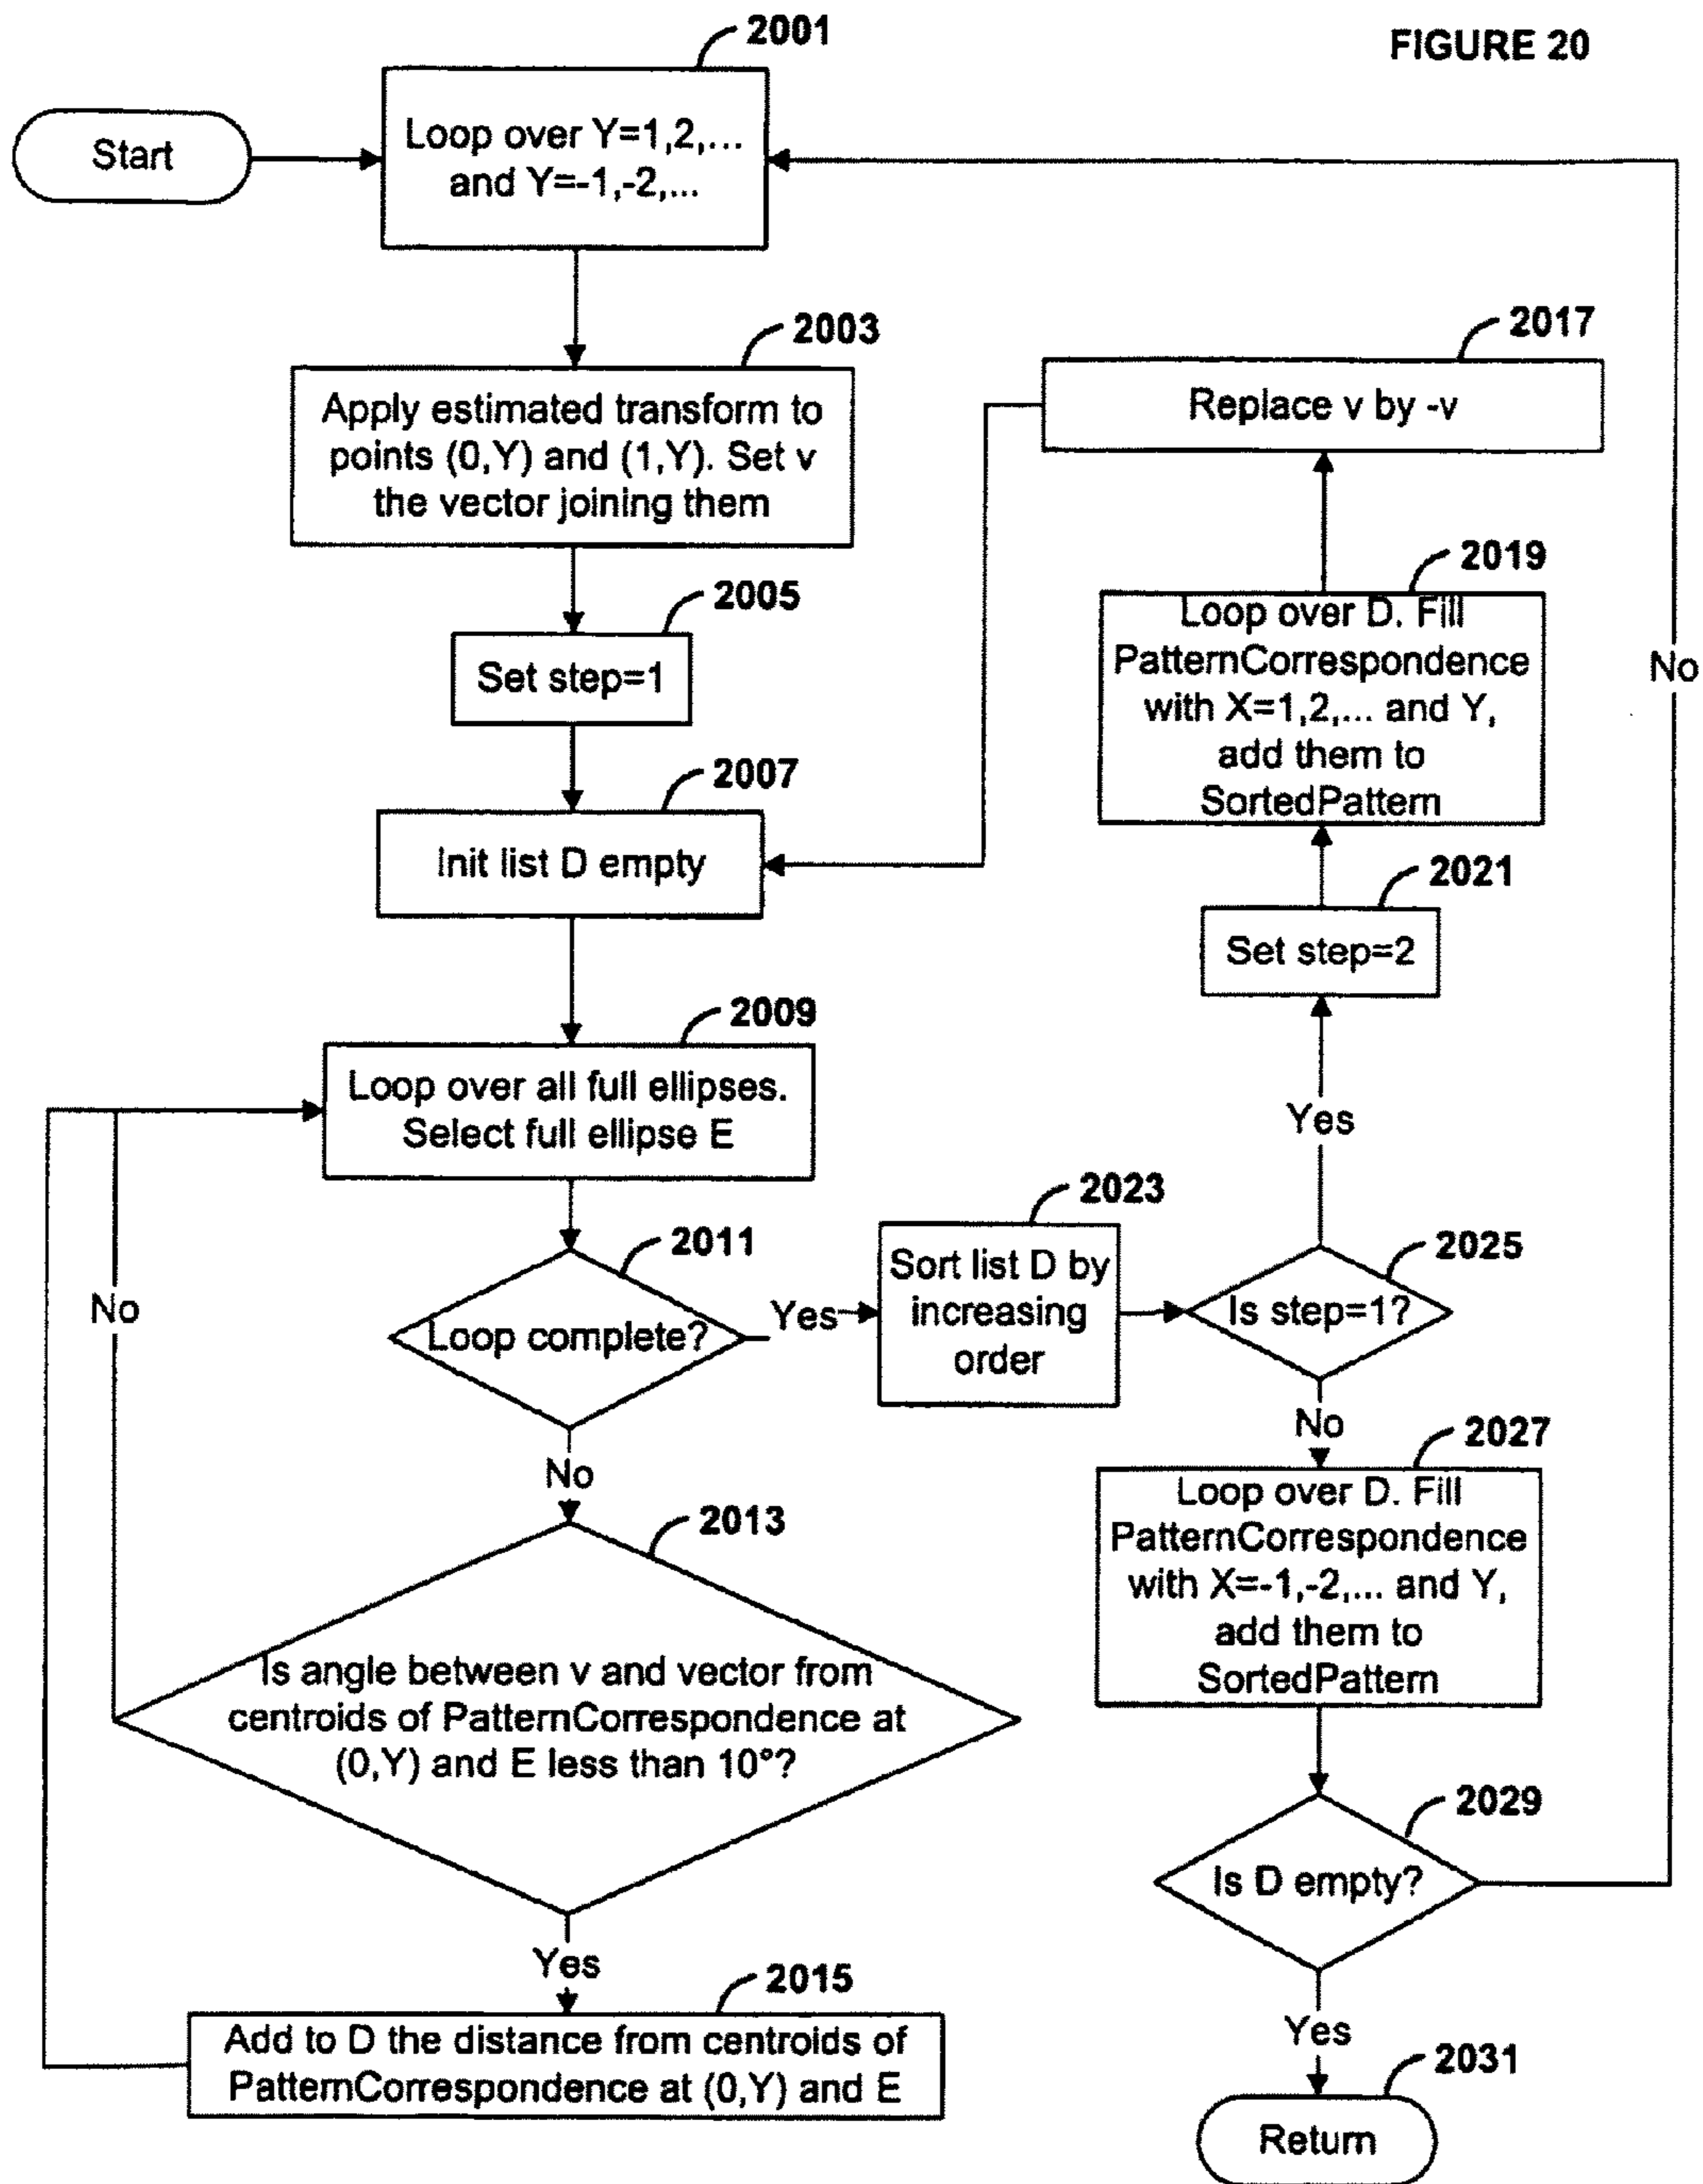 FIGURE 20
2001
Start
Loop over Y=1,2,...
and Y=-1,-2,...
2003
Apply estimated transform to
points (0,Y) and (1,Y). Set v
the vector joining them
2005
Set step=1
2007
Init list D empty
2009
Loop over all full ellipses.
Select full ellipse E
2011
Loop complete?
No
Yes
No
2013
Is angle between v and vector from
centroids of PatternCorrespondence at
(0,Y) and E less than 10°?
Yes
2015
Add to D the distance from centroids of
PatternCorrespondence at (0,Y) and E
2017
Replace v by -v
2019
Loop over D. Fill
PatternCorrespondence
with X=1,2,... and Y,
add them to
SortedPattern
No
2021
Set step=2
Yes
2023
Sort list D by
increasing
order
2025
Is step=1?
No
2027
Loop over D. Fill
PatternCorrespondence
with X=-1,-2,... and Y,
add them to
SortedPattern
2029
Is D empty?
Yes
2031
Return